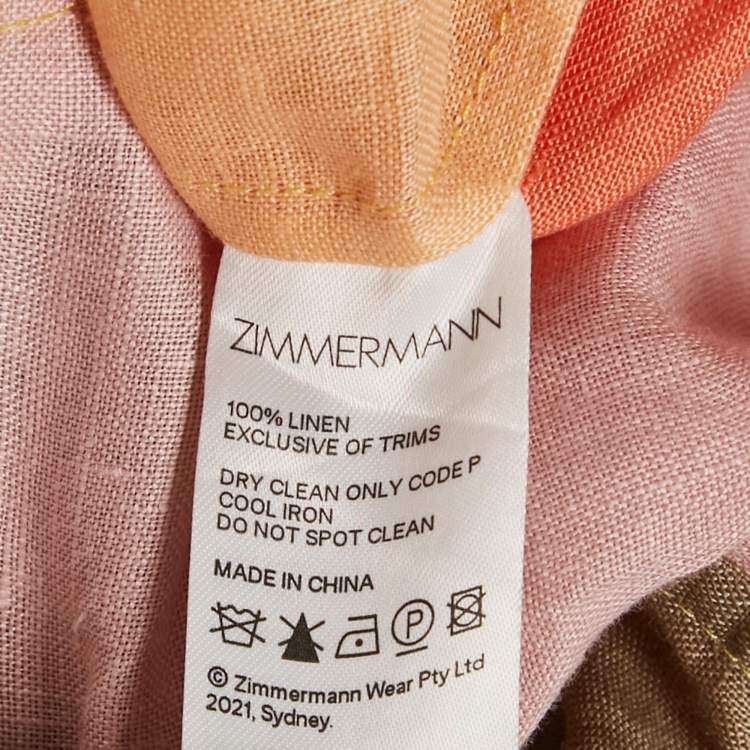 ZIMMERMANN
100% LINEN
EXCLUSIVE OF TRIMS
DRY CLEAN ONLY CODE P
COOL IRON
DO NOT SPOT CLEAN
MADE IN CHINA
P
© Zimmermann Wear Pty Ltd
2021, Sydney.